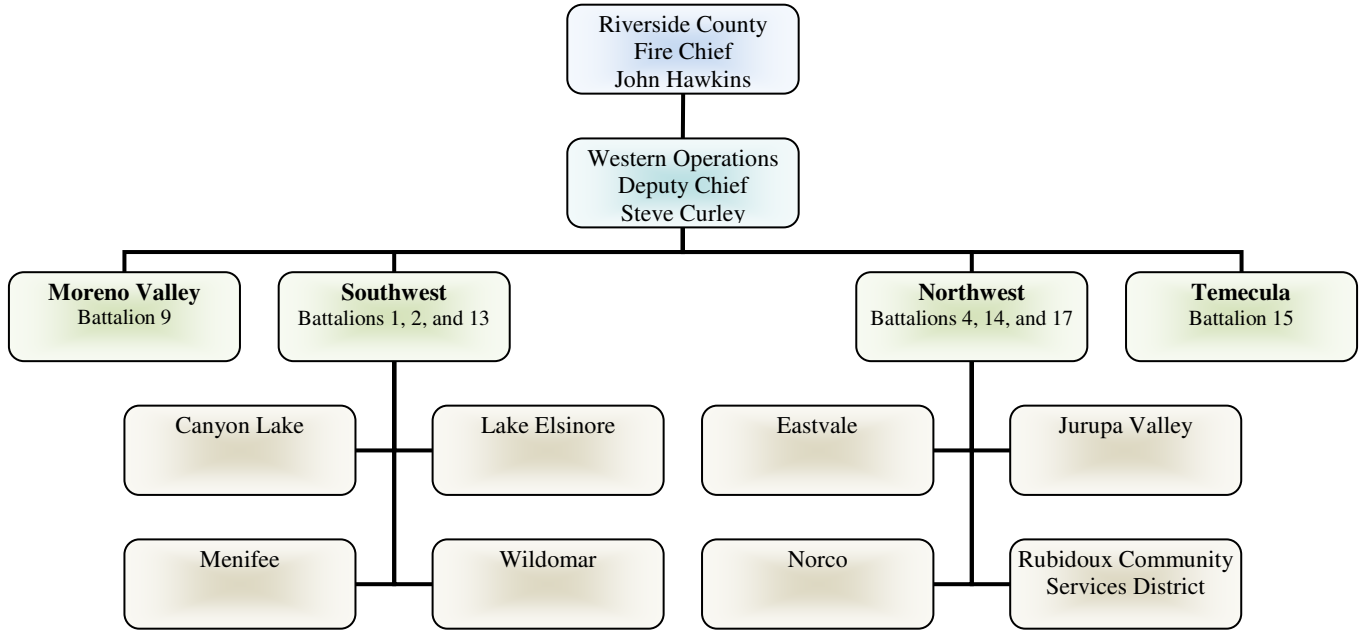 Riverside County
Fire Chief
John Hawkins
Western Operations
Deputy Chief
Steve Curley
Moreno Valley
Battalion 9
Southwest
Battalions 1, 2, and 13
Northwest
Battalions 4, 14, and 17
Temecula
Battalion 15
Canyon Lake
Lake Elsinore
Eastvale
Jurupa Valley
Menifee
Wildomar
Norco
Rubidoux Community
Services District